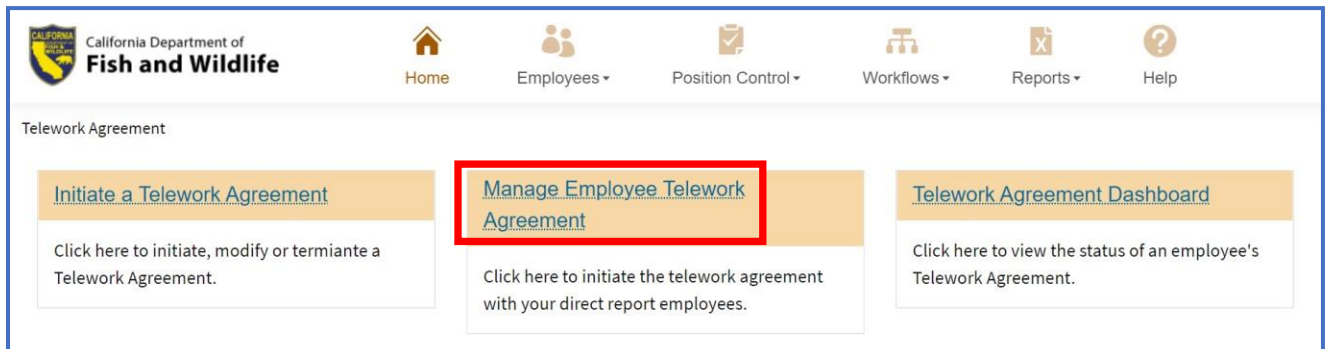 CALIFORNIA
California Department of
Fish and Wildlife
Home
Employees
Position Control
Workflows
Reports
Help
Telework Agreement
Initiate a Telework Agreement
Click here to initiate, modify or termiante a
Telework Agreement.
Manage Employee Telework
Agreement
Click here to initiate the telework agreement
with your direct report employees.
Telework Agreement Dashboard
Click here to view the status of an employee's
Telework Agreement.